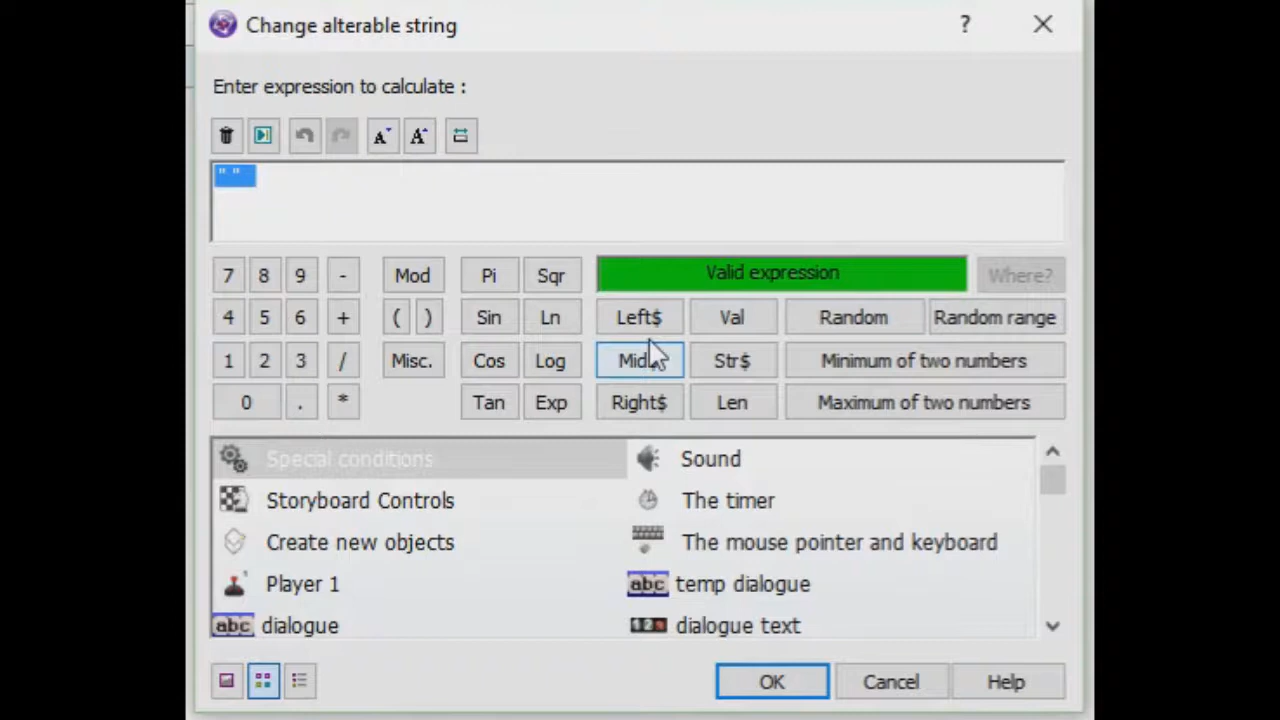 Change alterable string
?
Enter expression to calculate :
A A
" "
7 8 9 - Mod Pi Sqr Valid expression Where?
4 5 6 + ( ) Sin Ln Left$ Val Random Random range
1 2 3 / Misc. Cos Log Mid Str$ Minimum of two numbers
0 . * Tan Exp Right$ Len Maximum of two numbers
Special conditions Sound
Storyboard Controls The timer
Create new objects The mouse pointer and keyboard
Player 1 abc temp dialogue
abc dialogue dialogue text
OK Cancel Help